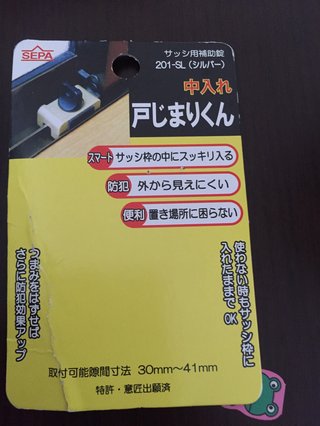 SEPA
サッシ用補助錠
201-SL（シルバー）
中入れ
戸じまりくん
スマート サッシ枠の中にスッキリ入る
防犯 外から見えにくい
便利 置き場所に困らない
使わない時もサッシ枠に
入れたままで OK
つまみをはずせば
さらに防犯効果アップ
取付可能隙間寸法 30mm〜41mm
特許・意匠出願済